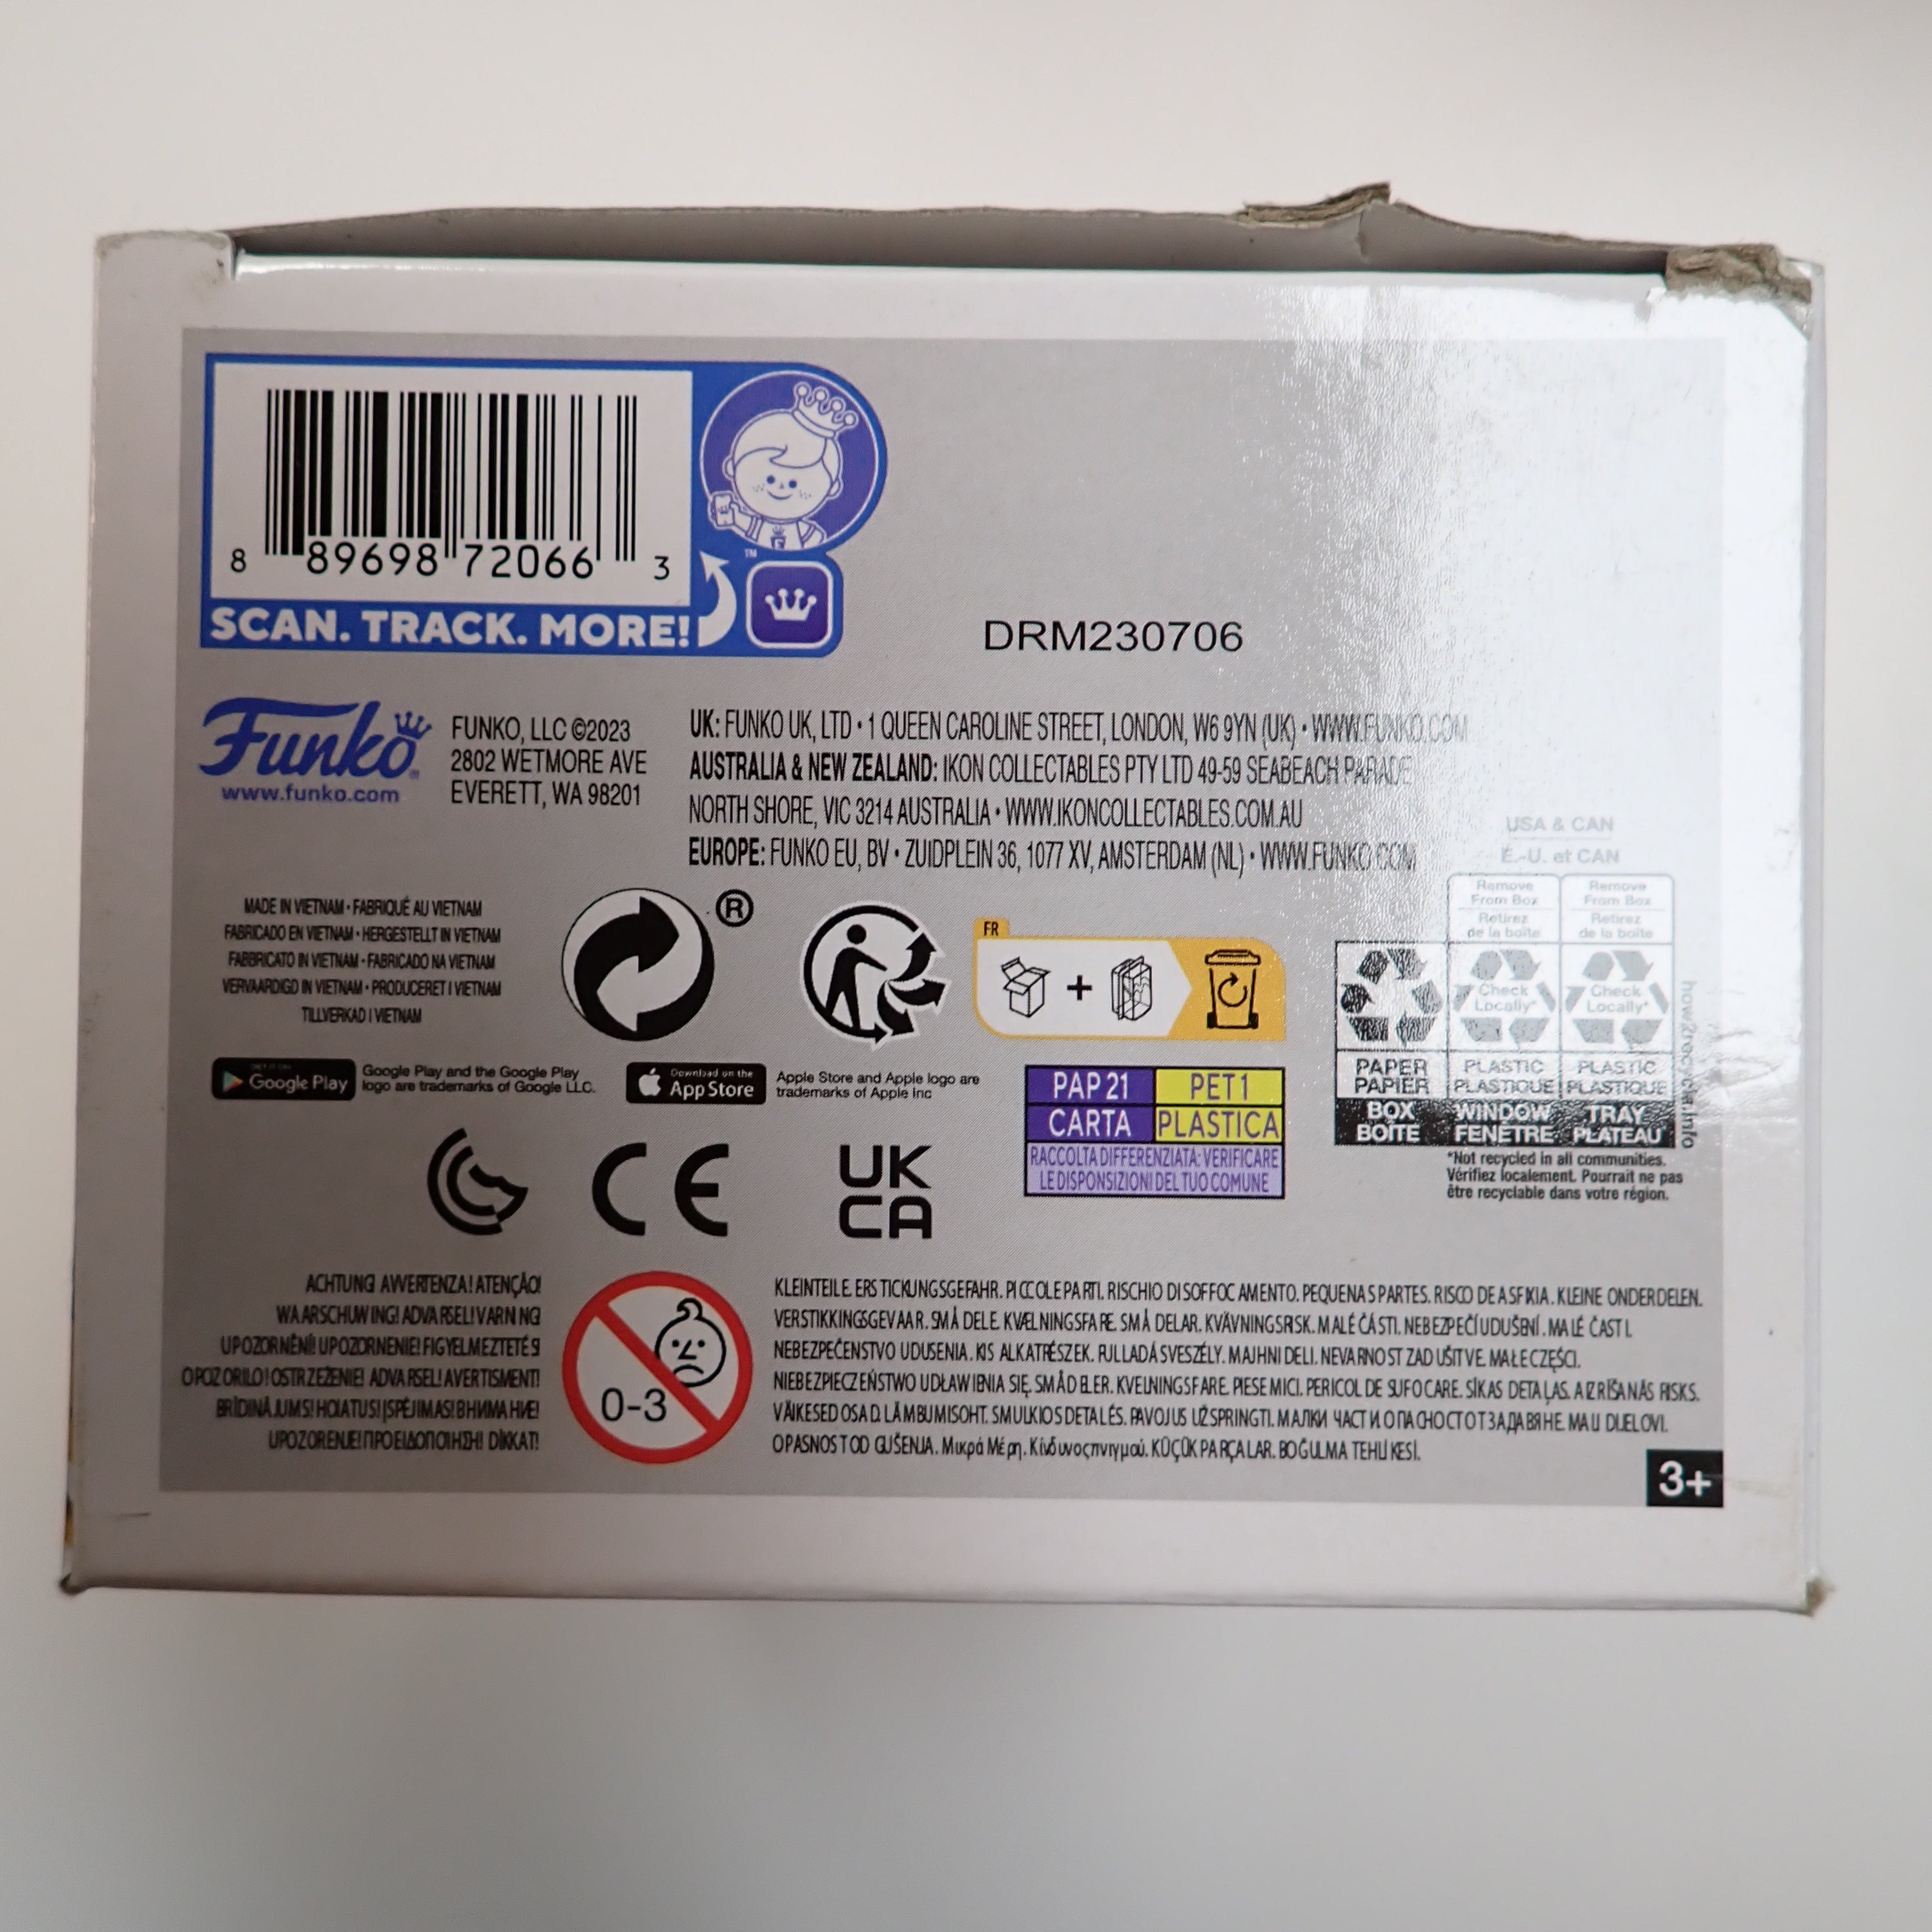 8 89698 72066 3
SCAN. TRACK. MORE!
TM
DRM230706
Funko®
www.funko.com
FUNKO, LLC ©2023
2802 WETMORE AVE
EVERETT, WA 98201
UK: FUNKO UK, LTD • 1 QUEEN CAROLINE STREET, LONDON, W6 9YN (UK) • WWW.FUNKO.COM
AUSTRALIA & NEW ZEALAND: IKON COLLECTABLES PTY LTD 49-59 SEABEACH PARADE
NORTH SHORE, VIC 3214 AUSTRALIA • WWW.IKONCOLLECTABLES.COM.AU
EUROPE: FUNKO EU, BV • ZUIDPLEIN 36, 1077 XV, AMSTERDAM (NL) • WWW.FUNKO.COM
MADE IN VIETNAM • FABRIQUÉ AU VIETNAM
FABRICADO EN VIETNAM • HERGESTELLT IN VIETNAM
FABBRICATO IN VIETNAM • FABRICADO NA VIETNAM
VERVAARDIGD IN VIETNAM • PRODUCERET I VIETNAM
TILLVERKAD I VIETNAM
®
FR
+
USA & CAN
É.-U. et CAN
Remove From Box
Retirez de la boîte
Remove From Box
Retirez de la boîte
Check Locally*
Check Locally*
PAPER PAPIER
PLASTIC PLASTIQUE
PLASTIC PLASTIQUE
BOX BOÎTE
WINDOW FENÊTRE
TRAY PLATEAU
how2recycle.info
*Not recycled in all communities.
Vérifiez localement. Pourrait ne pas
être recyclable dans votre région.
Google Play
Google Play and the Google Play
logo are trademarks of Google LLC.
Download on the
App Store
Apple Store and Apple logo are
trademarks of Apple Inc
PAP 21 PET 1
CARTA PLASTICA
RACCOLTA DIFFERENZIATA: VERIFICARE
LE DISPONSIZIONI DEL TUO COMUNE
CE
UK
CA
ACHTUNG! AVVERTENZA! ATENÇÃO!
WAARSCHUWING! ADVARSEL! VARNING
UPOZORNĚNÍ! UPOZORNENIE! FIGYELMEZTETÉS!
OPOZORILO! OSTRZEŻENIE! ADVARSEL! AVERTISMENT!
BRĪDINĀJUMS! HOIATUS! ĮSPĖJIMAS! ВНИМАНИЕ!
UPOZORENJE! ΠΡΟΕΙΔΟΠΟΙΗΣΗ! DİKKAT!
0-3
KLEINTEILE. ERSTICKUNGSGEFAHR. PICCOLE PARTI. RISCHIO DI SOFFOCAMENTO. PEQUENAS PARTES. RISCO DE ASFIXIA. KLEINE ONDERDELEN.
VERSTIKKINGSGEVAAR. SMÅ DELE. KVÆLNINGSFARE. SMÅ DELAR. KVÄVNINGSRISK. MALÉ ČÁSTI. NEBEZPEČÍ UDUŠENÍ. MALÉ ČASTI.
NEBEZPEČENSTVO UDUSENIA. KIS ALKATRÉSZEK. FULLADÁSVESZÉLY. MAJHNI DELI. NEVARNOST ZADUŠITVE. MAŁE CZĘŚCI.
NIEBEZPIECZEŃSTWO UDŁAWIENIA SIĘ. SMÅ DELER. KVELNINGSFARE. PIESE MICI. PERICOL DE SUFOCARE. SĪKAS DETAĻAS. AIZRĪŠANĀS RISKS.
VÄIKESED OSAD. LÄMBUMISOHT. SMULKIOS DETALĖS. PAVOJUS UŽSPRINGTI. МАЛКИ ЧАСТИ ОПАСНОСТ ОТ ЗАДАВЯНЕ. MALI DIJELOVI.
OPASNOST OD GUŠENJA. Μικρά Μέρη. Κίνδυνος πνιγμού. KÜÇÜK PARÇALAR. BOĞULMA TEHLİKESİ.
3+